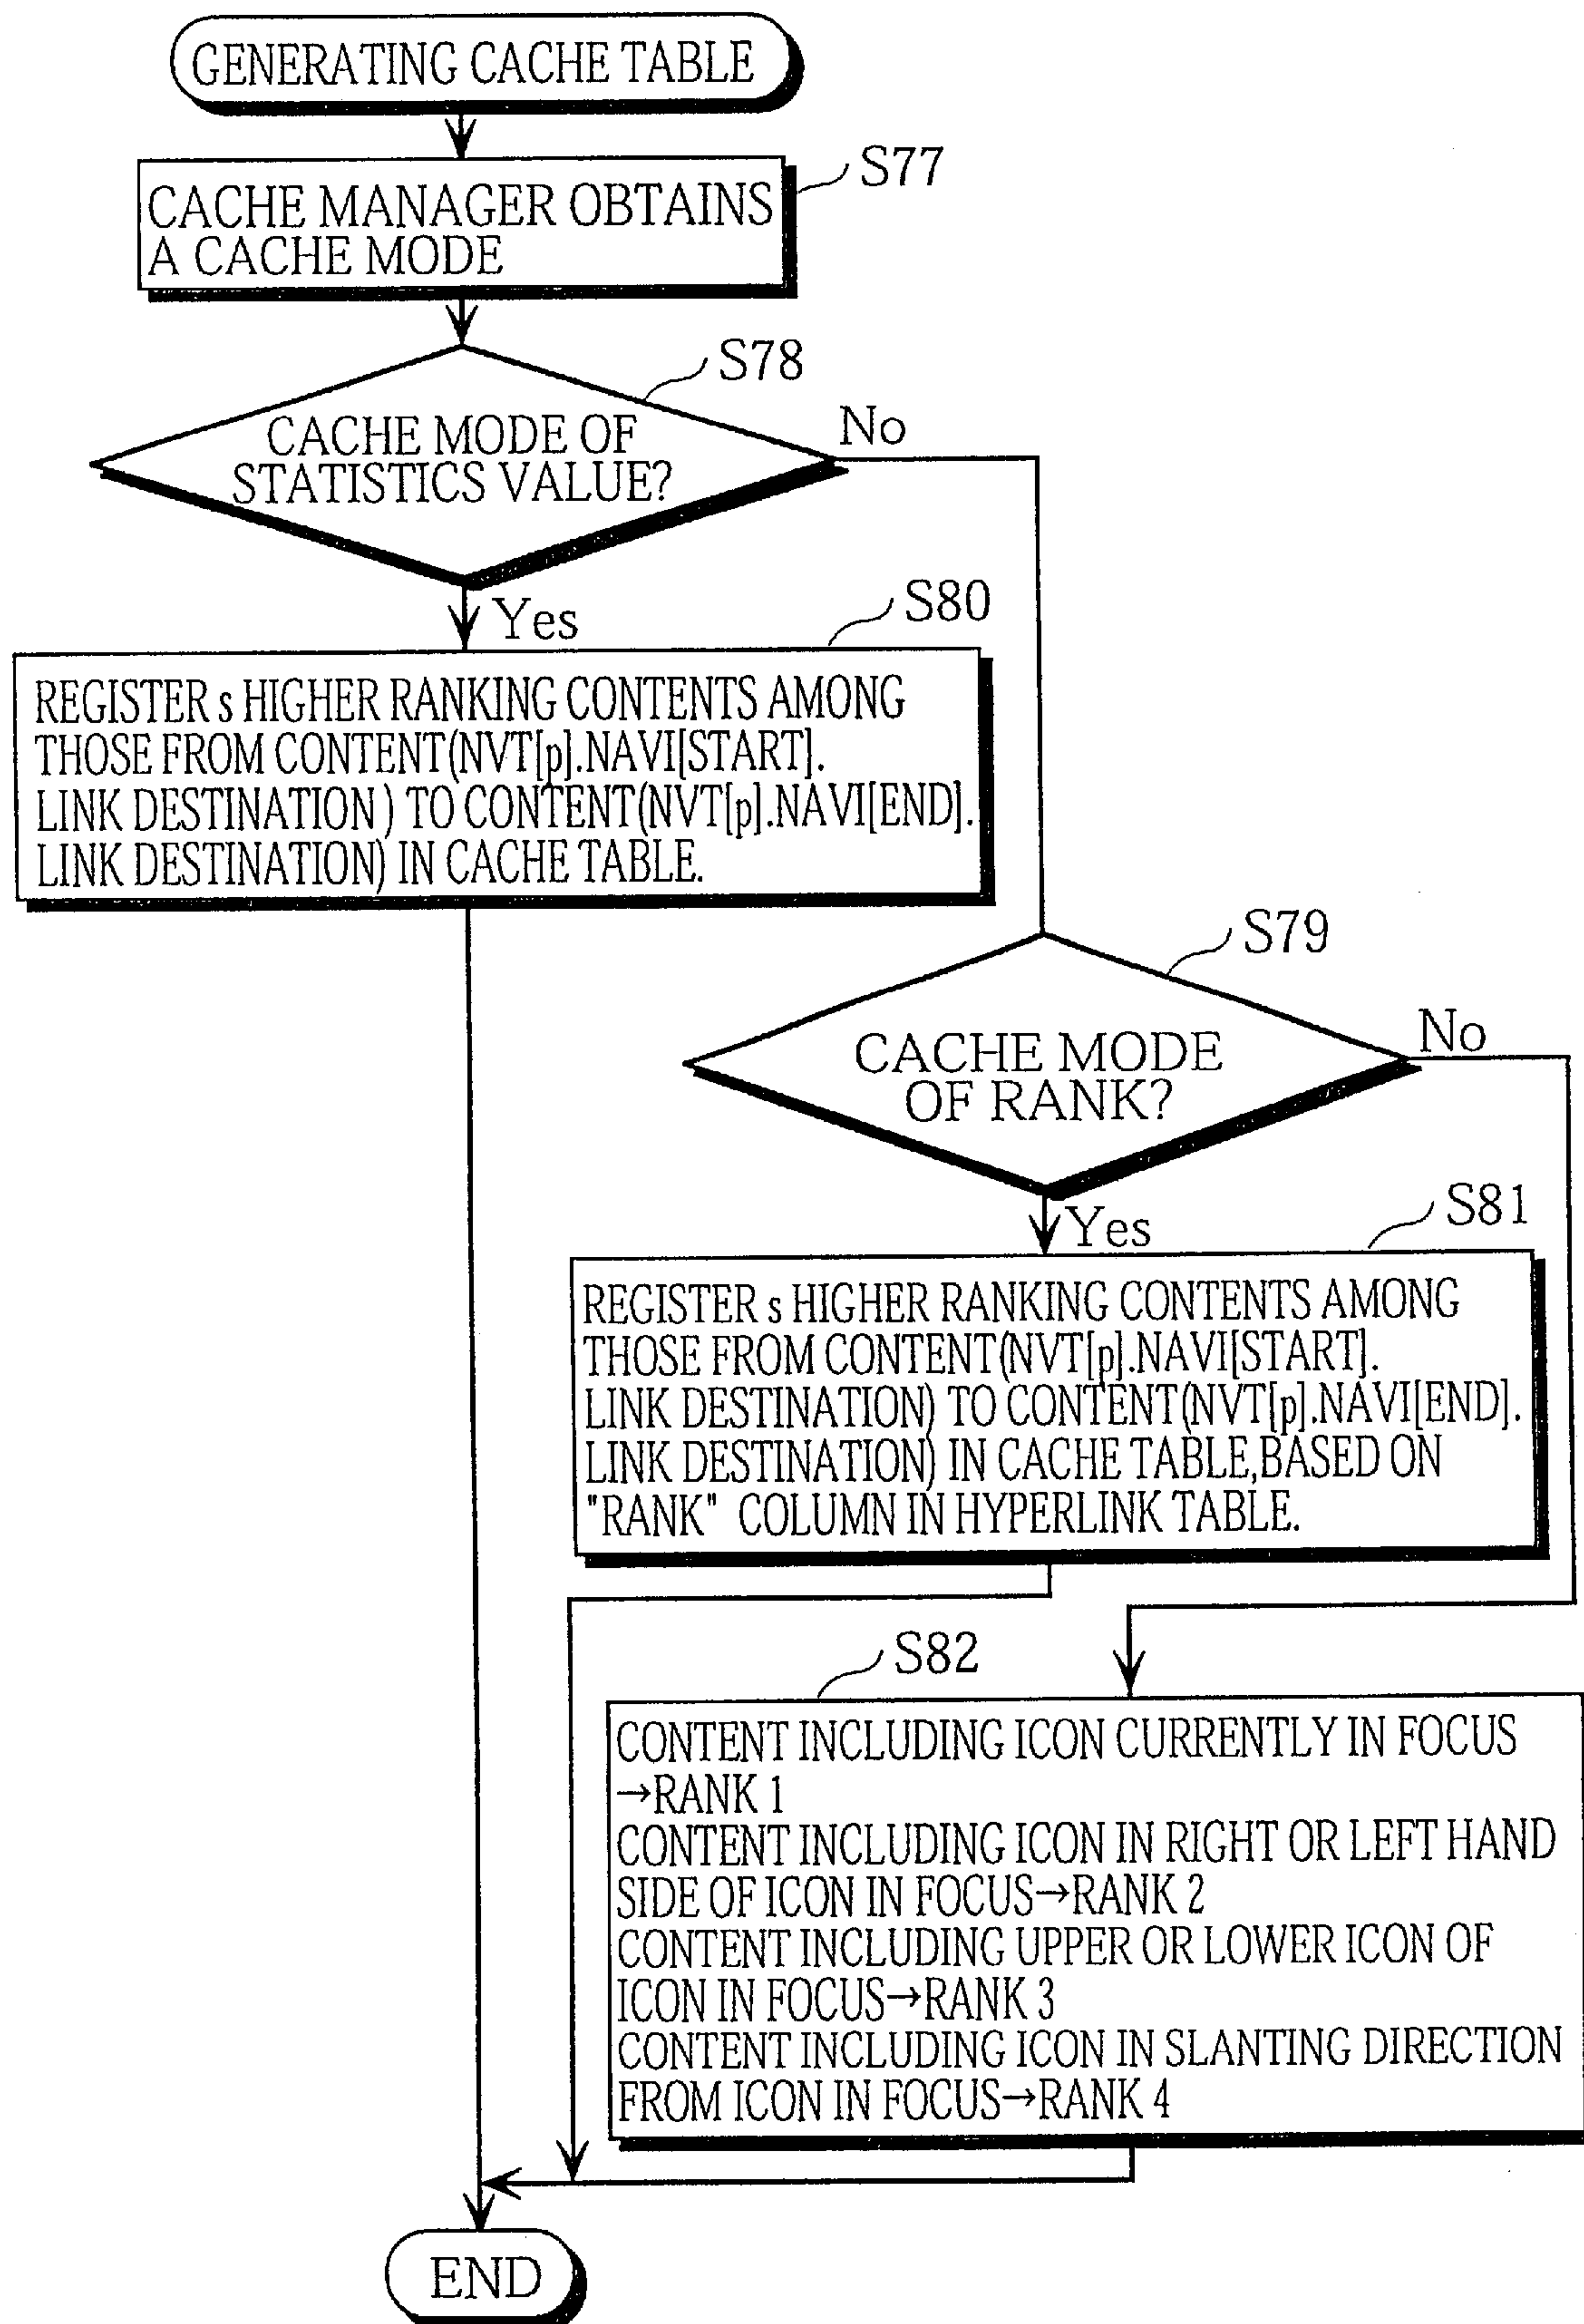 GENERATING CACHE TABLE
S77
CACHE MANAGER OBTAINS
A CACHE MODE
S78
CACHE MODE OF
STATISTICS VALUE?
No
Yes
S80
REGISTER s HIGHER RANKING CONTENTS AMONG
THOSE FROM CONTENT(NVT[p].NAVI[START].
LINK DESTINATION ) TO CONTENT(NVT[p].NAVI[END].
LINK DESTINATION) IN CACHE TABLE.
S79
CACHE MODE
OF RANK?
No
Yes
S81
REGISTER s HIGHER RANKING CONTENTS AMONG
THOSE FROM CONTENT(NVT[p].NAVI[START].
LINK DESTINATION) TO CONTENT(NVT[p].NAVI[END].
LINK DESTINATION) IN CACHE TABLE,BASED ON
"RANK" COLUMN IN HYPERLINK TABLE.
S82
CONTENT INCLUDING ICON CURRENTLY IN FOCUS
→RANK 1
CONTENT INCLUDING ICON IN RIGHT OR LEFT HAND
SIDE OF ICON IN FOCUS→RANK 2
CONTENT INCLUDING UPPER OR LOWER ICON OF
ICON IN FOCUS→RANK 3
CONTENT INCLUDING ICON IN SLANTING DIRECTION
FROM ICON IN FOCUS→RANK 4
END